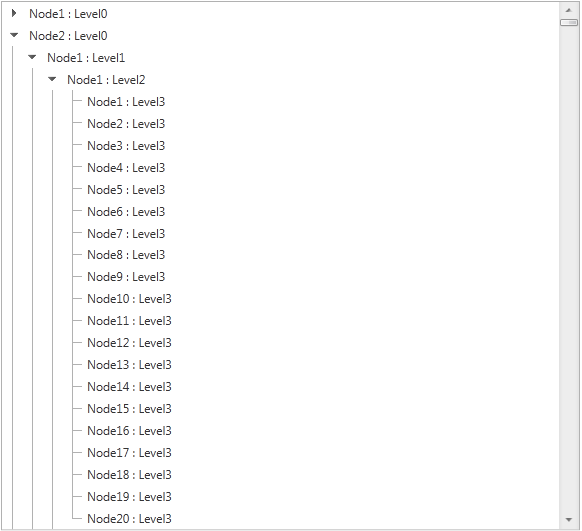 Node1 : Level0
Node2 : Level0
Node1 : Level1
Node1 : Level2
Node1 : Level3
Node2 : Level3
Node3 : Level3
Node4 : Level3
Node5 : Level3
Node6 : Level3
Node7 : Level3
Node8 : Level3
Node9 : Level3
Node10 : Level3
Node11 : Level3
Node12 : Level3
Node13 : Level3
Node14 : Level3
Node15 : Level3
Node16 : Level3
Node17 : Level3
Node18 : Level3
Node19 : Level3
Node20 : Level3